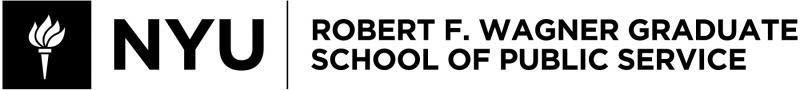 NYU
ROBERT F. WAGNER GRADUATE
SCHOOL OF PUBLIC SERVICE